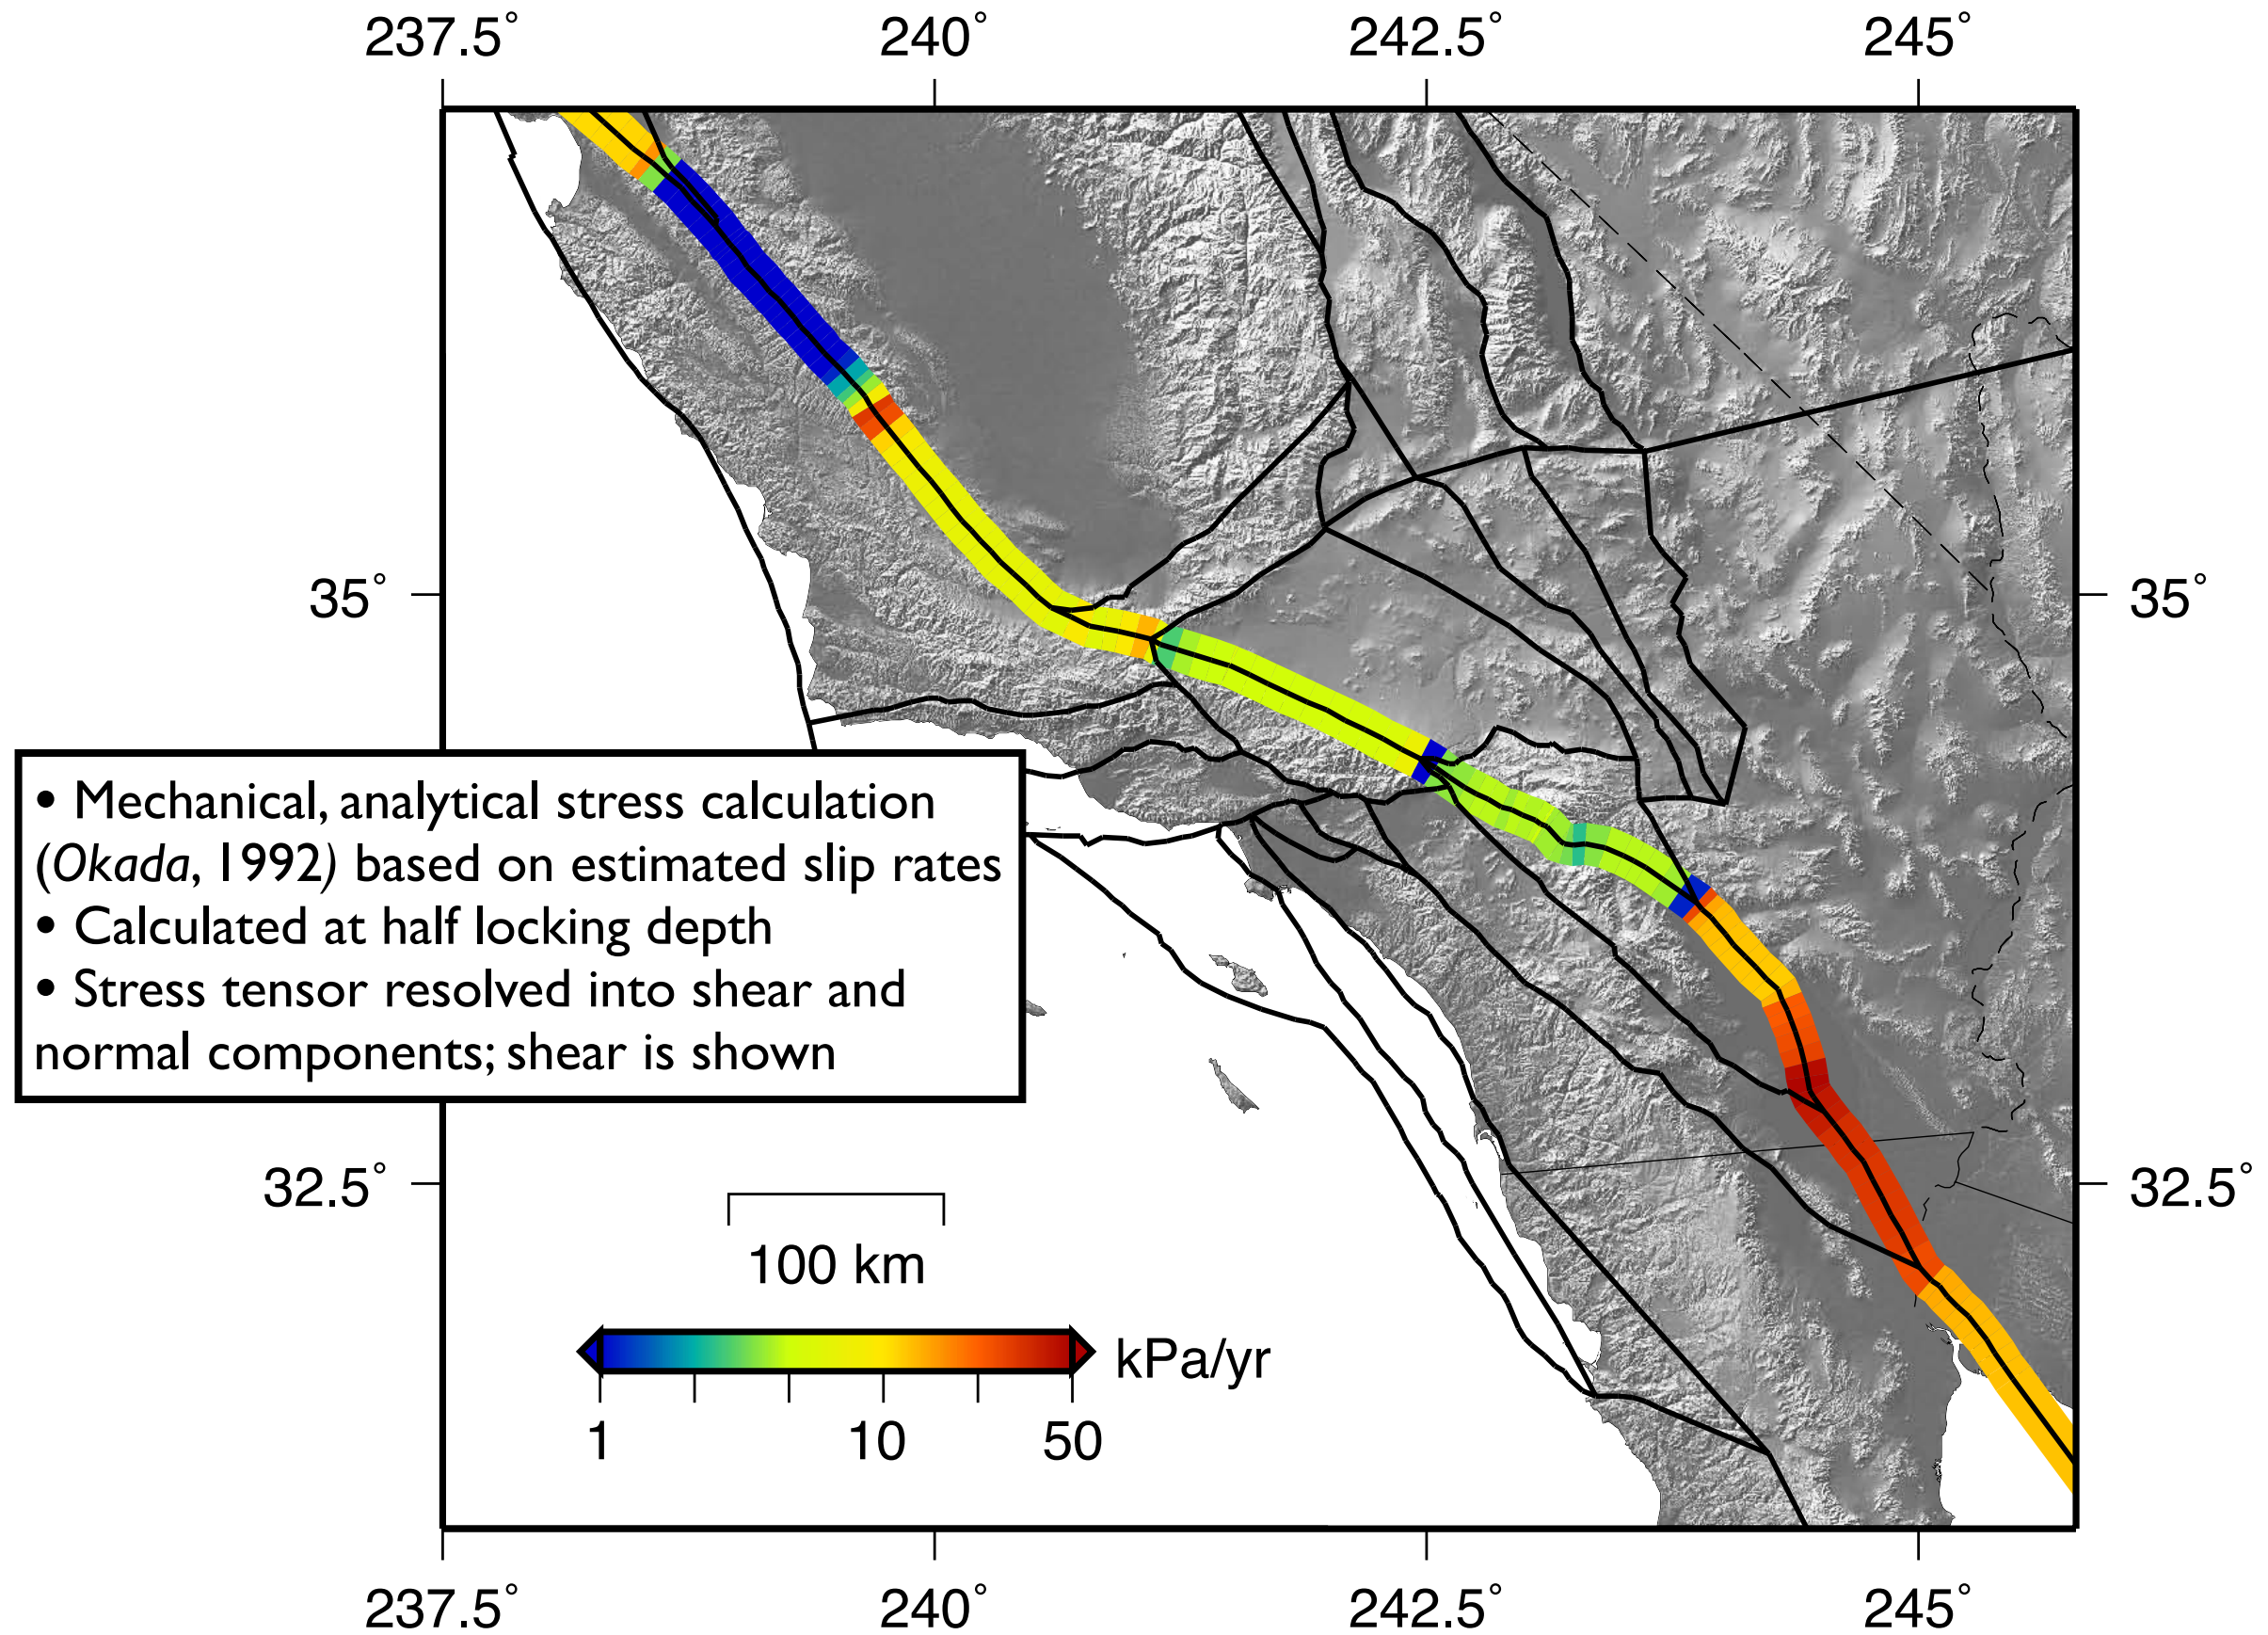 237.5° 240° 242.5° 245°
35° 35°
• Mechanical, analytical stress calculation
(Okada, 1992) based on estimated slip rates
• Calculated at half locking depth
• Stress tensor resolved into shear and
normal components; shear is shown
32.5° 32.5°
100 km
kPa/yr
1 10 50
237.5° 240° 242.5° 245°